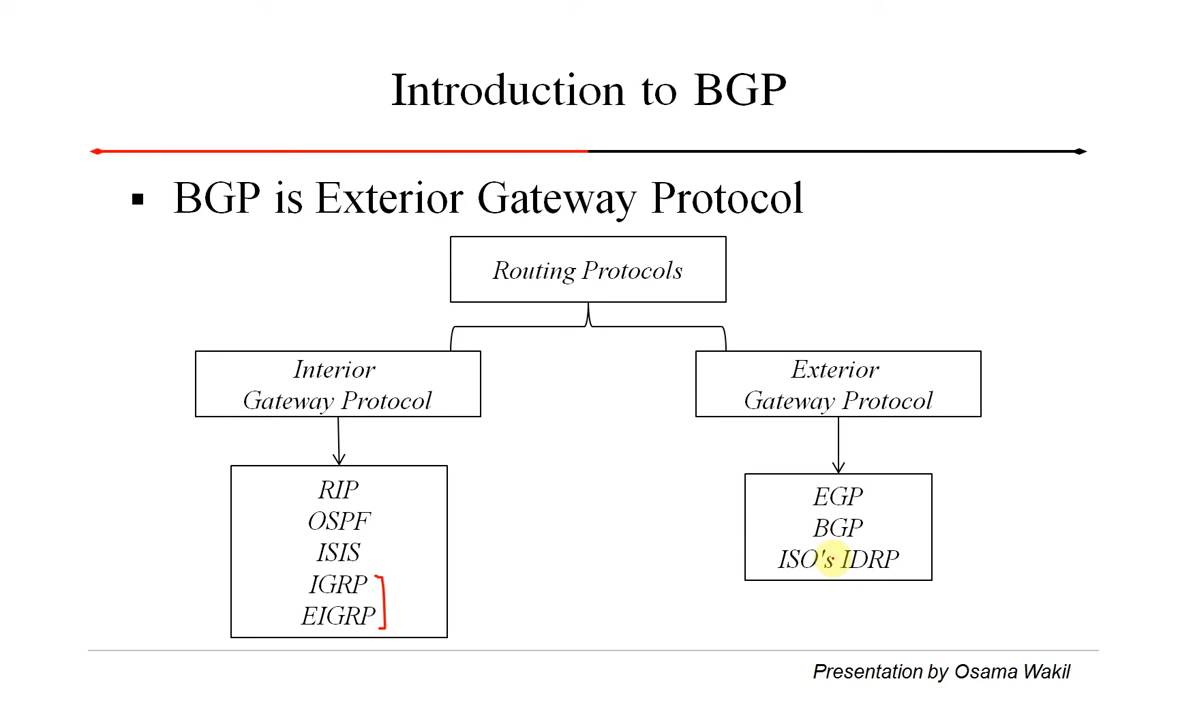 Introduction to BGP
▪ BGP is Exterior Gateway Protocol
Routing Protocols
Interior
Gateway Protocol
Exterior
Gateway Protocol
RIP
OSPF
ISIS
IGRP
EIGRP
EGP
BGP
ISO's IDRP
Presentation by Osama Wakil